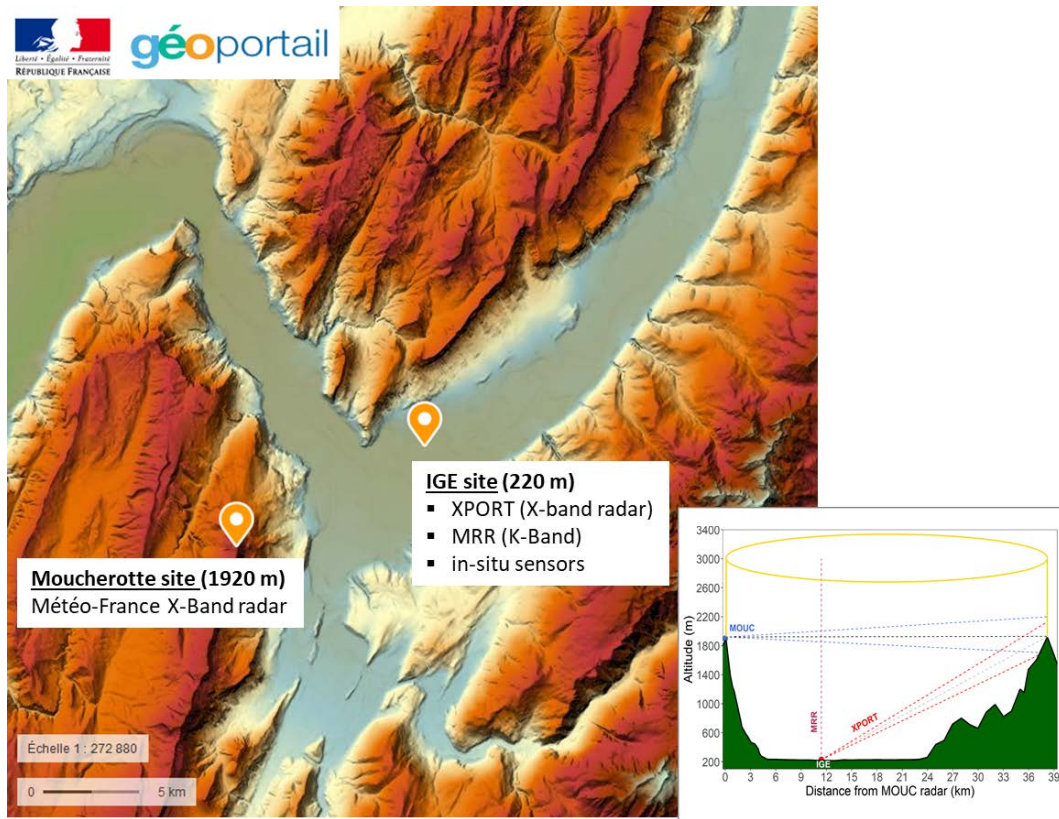 Liberté • Égalité • Fraternité
RÉPUBLIQUE FRANÇAISE
géoportail
IGE site (220 m)
▪ XPORT (X-band radar)
▪ MRR (K-Band)
▪ in-situ sensors
Moucherotte site (1920 m)
Météo-France X-Band radar
Échelle 1 : 272 880
0 5 km
3400
3000
2600
2200
1800
1400
1000
600
200
Altitude (m)
MOUC
MRR
XPORT
IGE
0 3 6 9 12 15 18 21 24 27 30 33 36 39
Distance from MOUC radar (km)